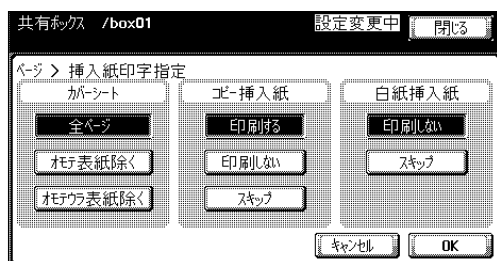 共有ボックス /box01 設定変更中 閉じる
ページ > 挿入紙印字指定
カバーシート コピー挿入紙 白紙挿入紙
全ページ 印刷する 印刷しない
オモテ表紙除く 印刷しない スキップ
オモテウラ表紙除く スキップ
キャンセル OK